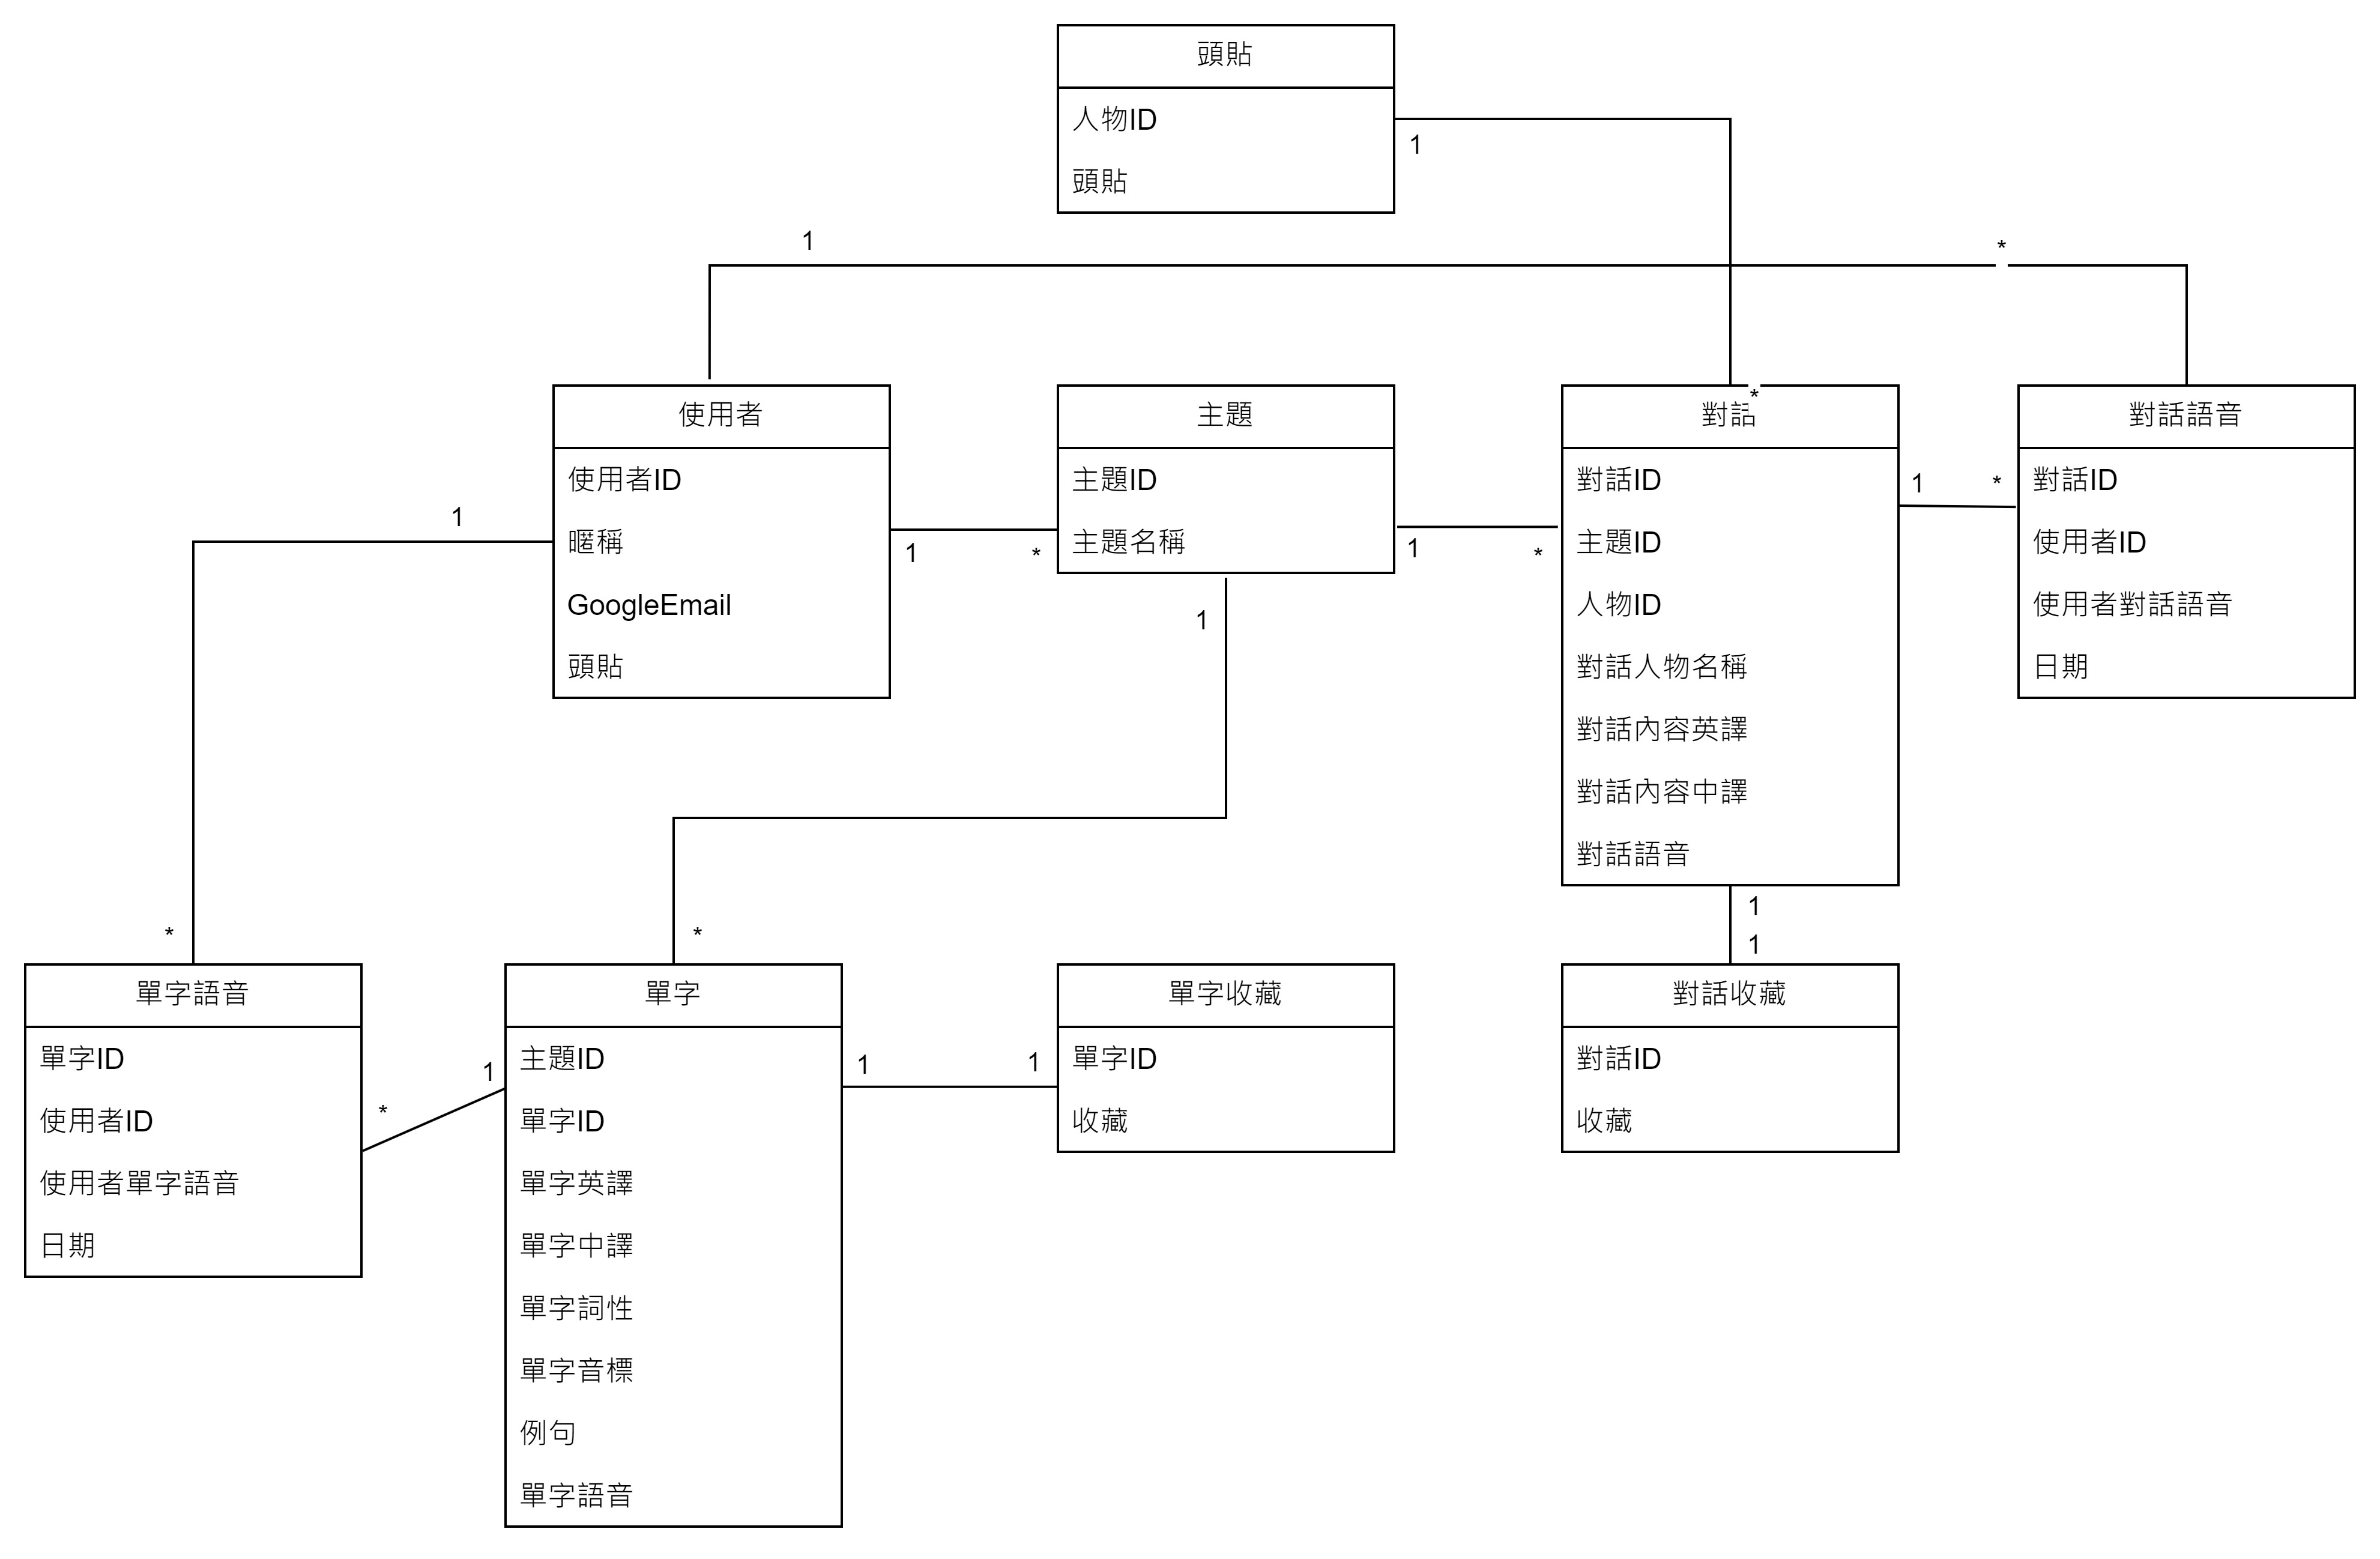 頭貼
人物ID
頭貼
1
1
*
使用者
使用者ID
暱稱
GoogleEmail
頭貼
主題
主題ID
主題名稱
*
對話
對話ID
主題ID
人物ID
對話人物名稱
對話內容英譯
對話內容中譯
對話語音
對話語音
對話ID
使用者ID
使用者對話語音
日期
1
1
*
1
*
1
*
1
*
*
1
1
單字語音
單字ID
使用者ID
使用者單字語音
日期
*
1
單字
主題ID
單字ID
單字英譯
單字中譯
單字詞性
單字音標
例句
單字語音
1
1
單字收藏
單字ID
收藏
對話收藏
對話ID
收藏